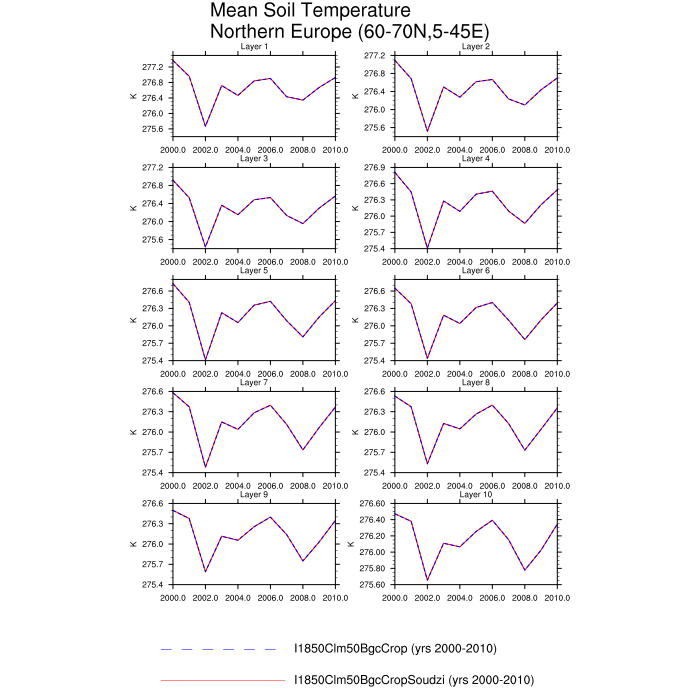 Mean Soil Temperature
Northern Europe (60-70N,5-45E)
Layer 1
Layer 2
277.2
276.8
276.4
276.0
275.6
K
2000.0 2002.0 2004.0 2006.0 2008.0 2010.0
277.2
276.8
276.4
276.0
275.6
K
2000.0 2002.0 2004.0 2006.0 2008.0 2010.0
Layer 3
Layer 4
277.2
276.8
276.4
276.0
275.6
K
2000.0 2002.0 2004.0 2006.0 2008.0 2010.0
276.9
276.6
276.3
276.0
275.7
275.4
K
2000.0 2002.0 2004.0 2006.0 2008.0 2010.0
Layer 5
Layer 6
276.6
276.3
276.0
275.7
275.4
K
2000.0 2002.0 2004.0 2006.0 2008.0 2010.0
276.6
276.3
276.0
275.7
275.4
K
2000.0 2002.0 2004.0 2006.0 2008.0 2010.0
Layer 7
Layer 8
276.6
276.3
276.0
275.7
275.4
K
2000.0 2002.0 2004.0 2006.0 2008.0 2010.0
276.6
276.3
276.0
275.7
275.4
K
2000.0 2002.0 2004.0 2006.0 2008.0 2010.0
Layer 9
Layer 10
276.6
276.3
276.0
275.7
275.4
K
2000.0 2002.0 2004.0 2006.0 2008.0 2010.0
276.60
276.40
276.20
276.00
275.80
275.60
K
2000.0 2002.0 2004.0 2006.0 2008.0 2010.0
I1850Clm50BgcCrop (yrs 2000-2010)
I1850Clm50BgcCropSoudzi (yrs 2000-2010)